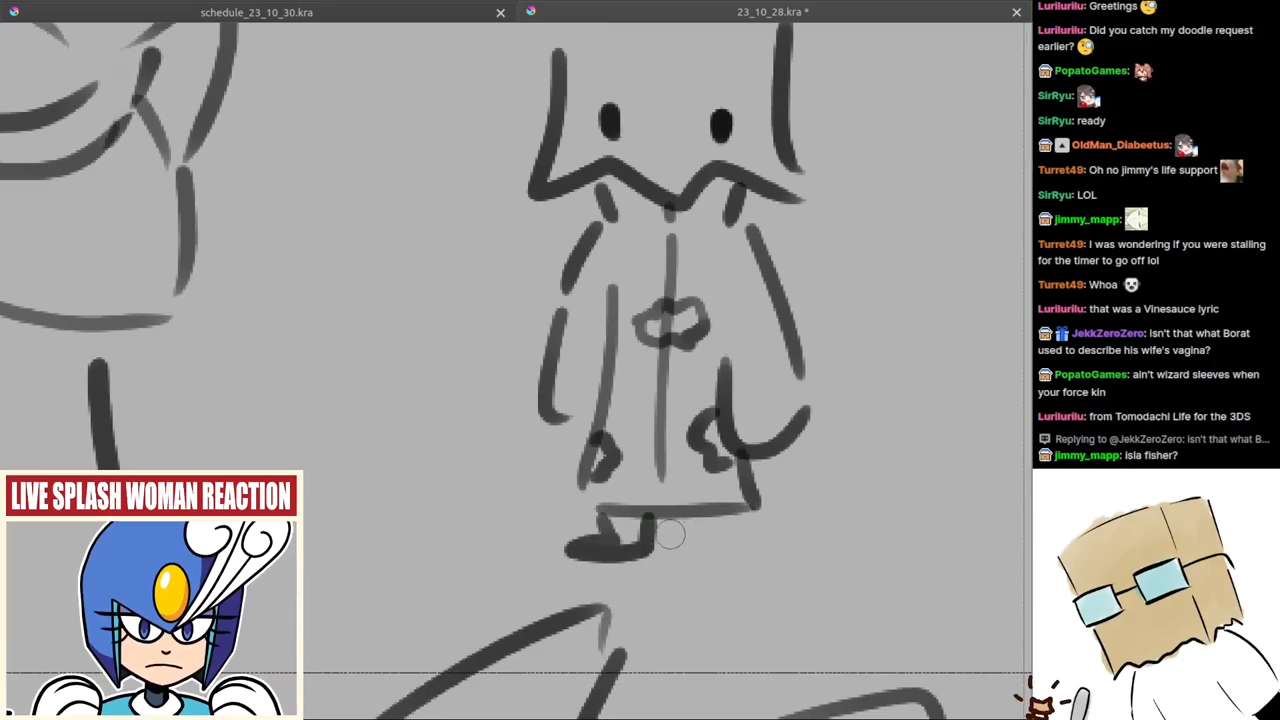 schedule_23_10_30.kra
23_10_28.kra *
Lurilurilu: Greetings
Lurilurilu: Did you catch my doodle request
earlier?
PopatoGames:
SirRyu:
SirRyu: ready
OldMan_Diabeetus:
Turret49: Oh no jimmy's life support
SirRyu: LOL
jimmy_mapp:
Turret49: I was wondering if you were stalling
for the timer to go off lol
Turret49: Whoa
Lurilurilu: that was a Vinesauce lyric
JekkZeroZero: isn't that what Borat
used to describe his wife's vagina?
PopatoGames: ain't wizard sleeves when
your force kin
Lurilurilu: from Tomodachi Life for the 3DS
Replying to @JekkZeroZero: isn't that what B...
jimmy_mapp: isla fisher?
LIVE SPLASH WOMAN REACTION